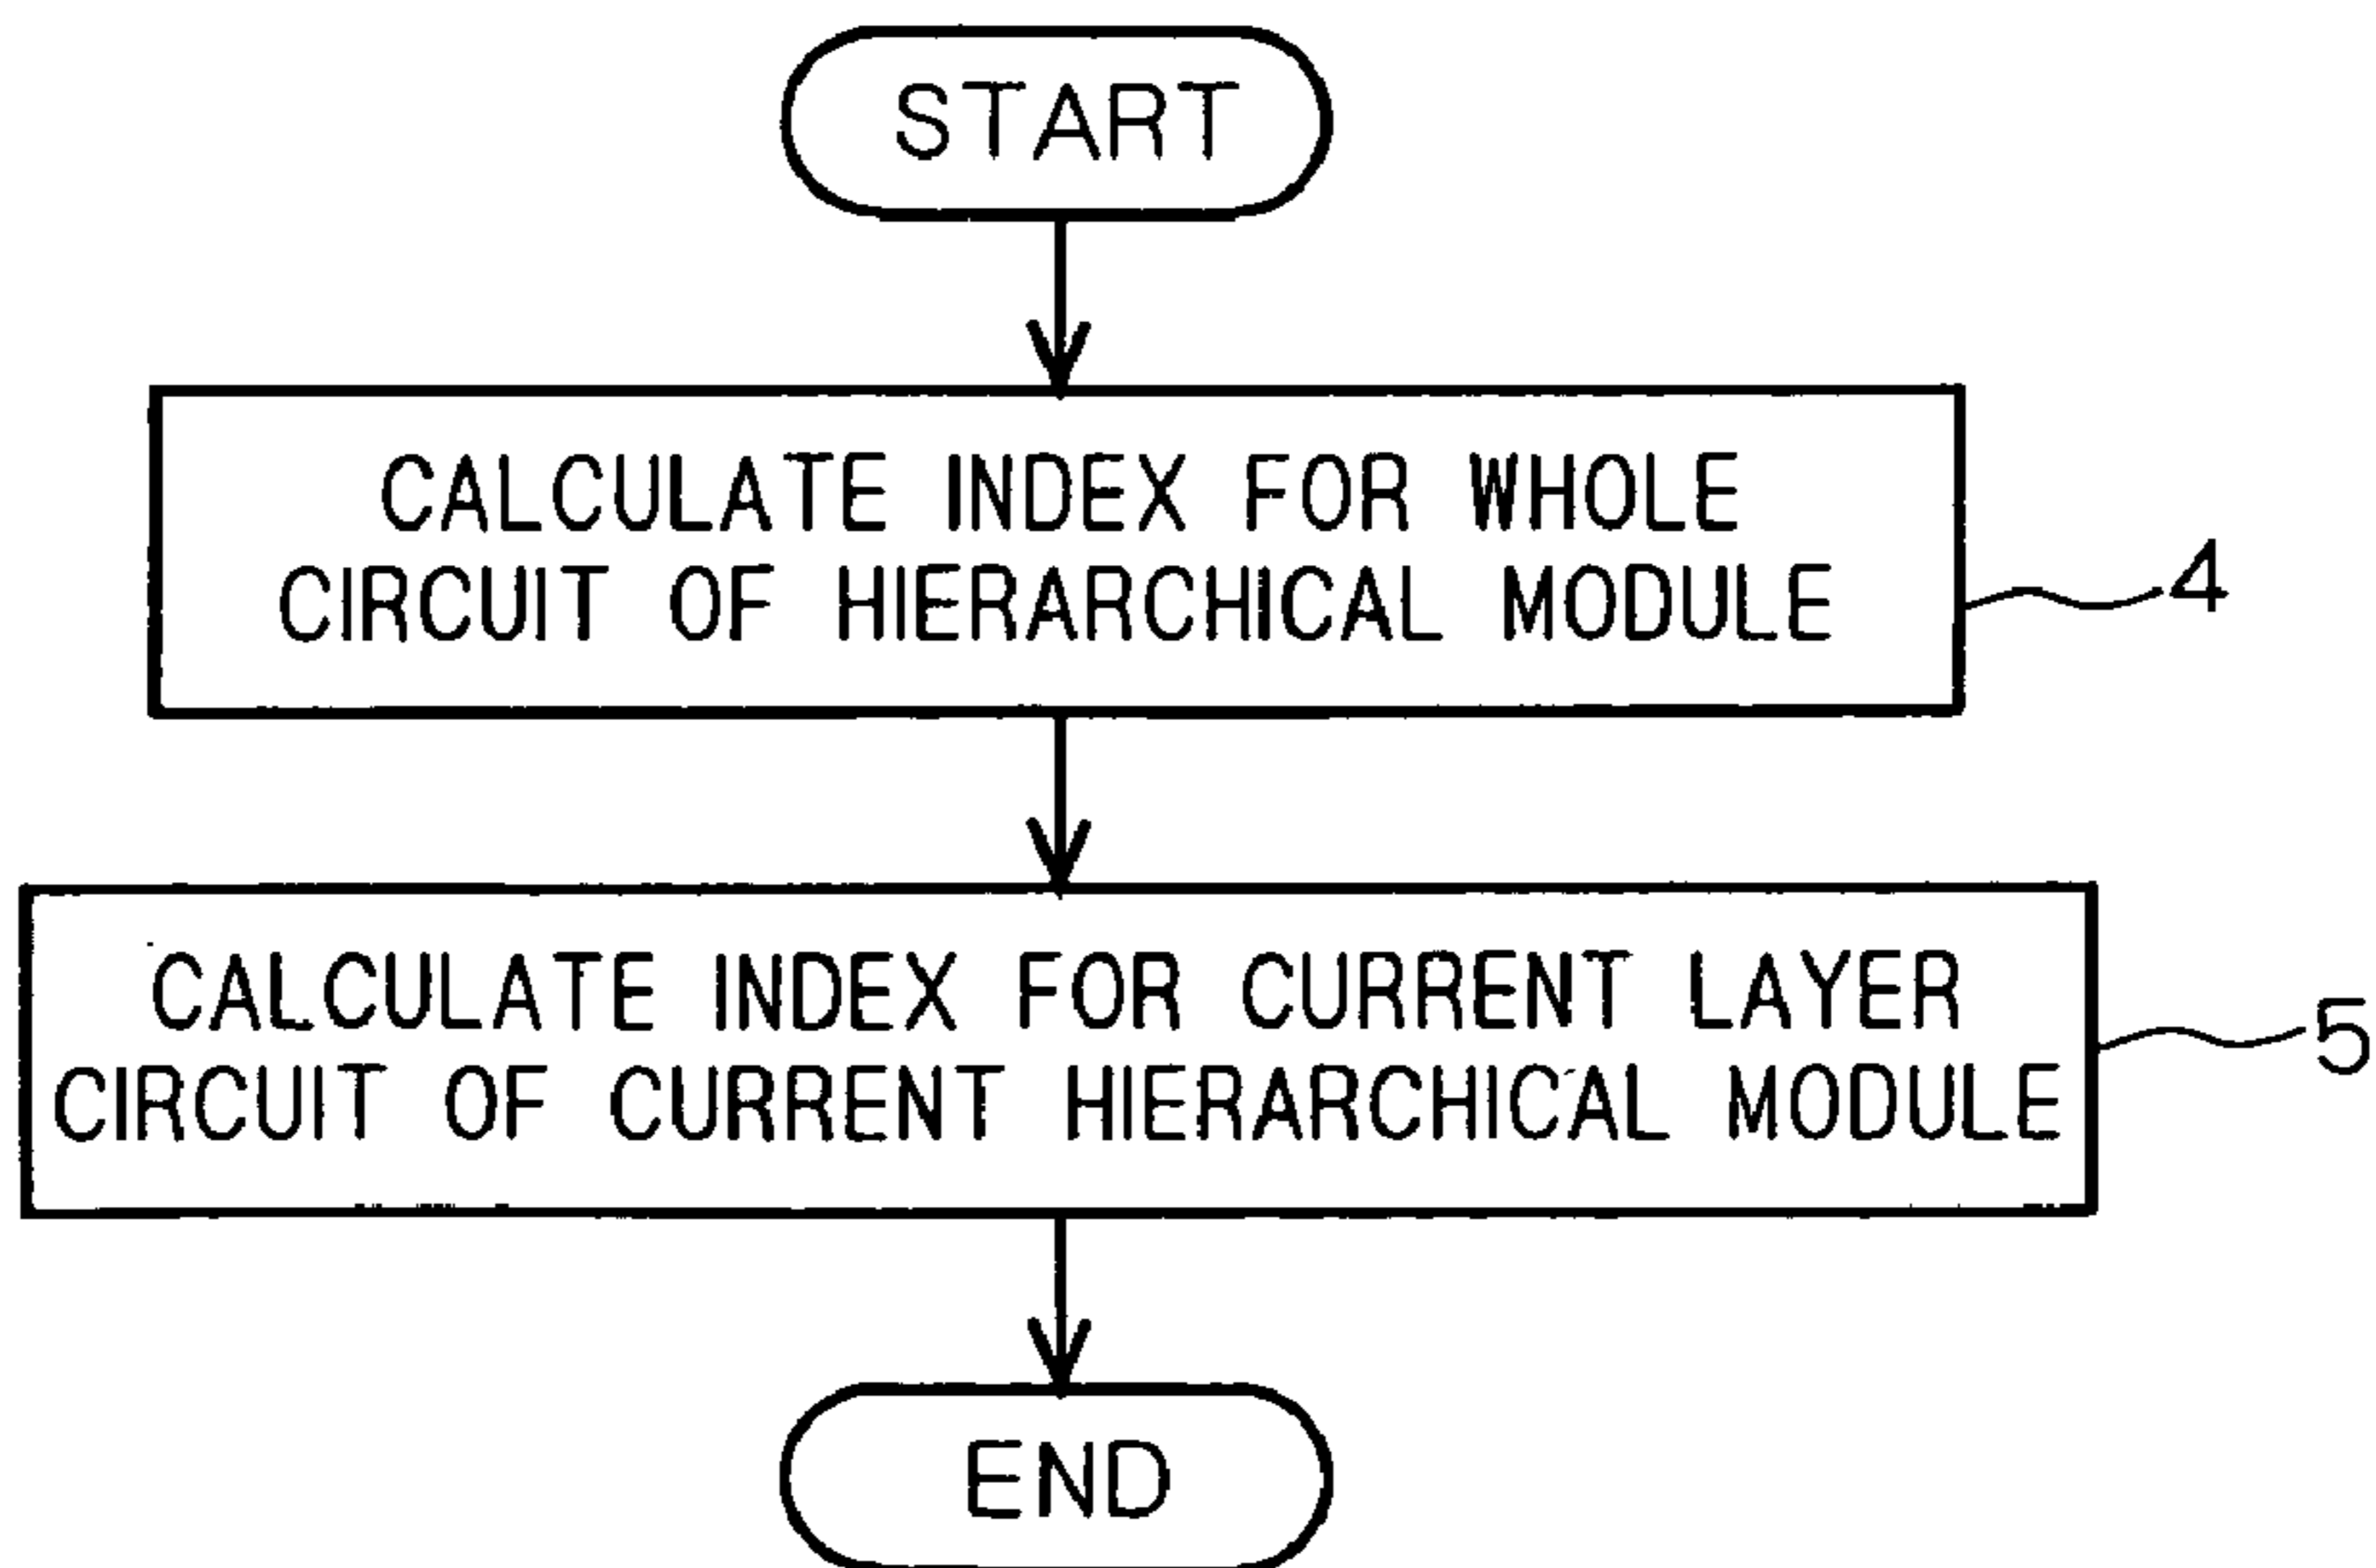 START
CALCULATE INDEX FOR WHOLE
CIRCUIT OF HIERARCHICAL MODULE
4
CALCULATE INDEX FOR CURRENT LAYER
CIRCUIT OF CURRENT HIERARCHICAL MODULE
5
END